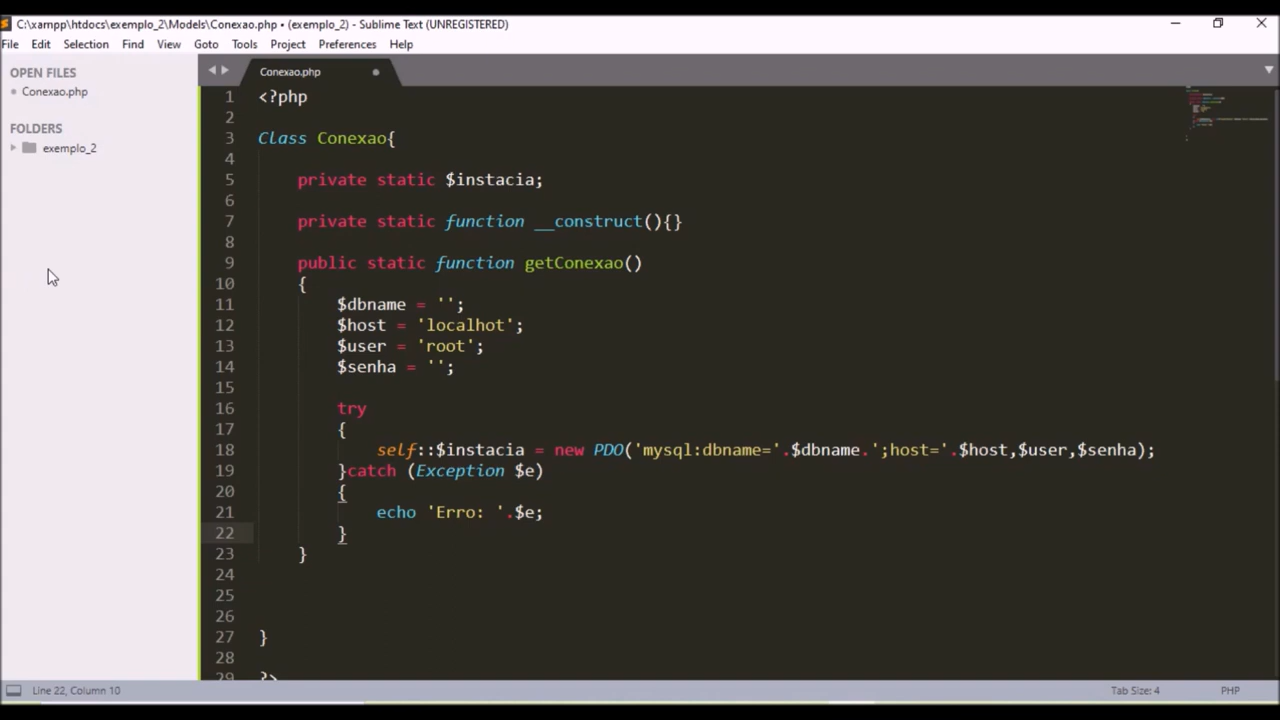 C:\xampp\htdocs\exemplo_2\Models\Conexao.php • (exemplo_2) - Sublime Text (UNREGISTERED)
File Edit Selection Find View Goto Tools Project Preferences Help
OPEN FILES
Conexao.php
FOLDERS
exemplo_2
Conexao.php
1 <?php
2
3 Class Conexao{
4
5 private static $instacia;
6
7 private static function __construct(){}
8
9 public static function getConexao()
10 {
11 $dbname = '';
12 $host = 'localhot';
13 $user = 'root';
14 $senha = '';
15
16 try
17 {
18 self::$instacia = new PDO('mysql:dbname='.$dbname.';host='.$host,$user,$senha);
19 }catch (Exception $e)
20 {
21 echo 'Erro: '.$e;
22 }
23 }
24
25
26
27 }
28
29 ?>
Line 22, Column 10 Tab Size: 4 PHP